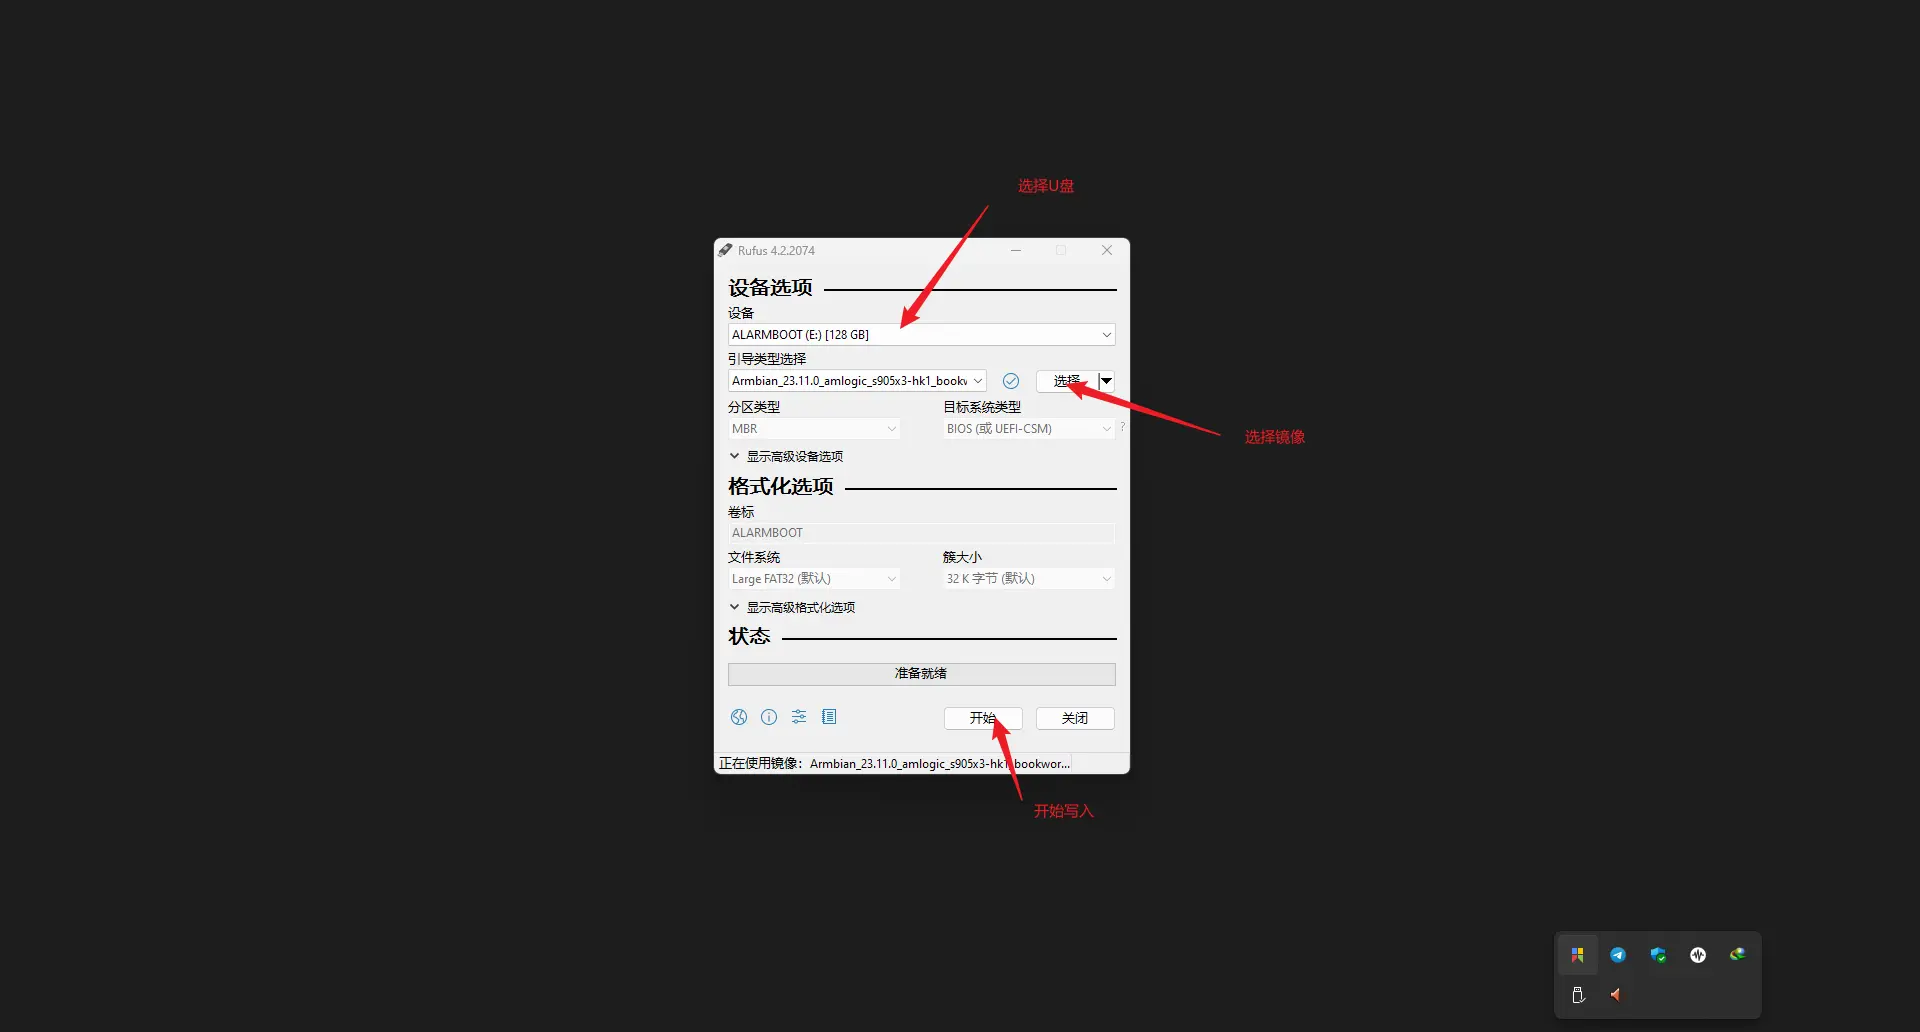 选择U盘
Rufus 4.2.2074
设备选项
设备
ALARMBOOT (E:) [128 GB]
引导类型选择
Armbian_23.11.0_amlogic_s905x3-hk1_bookw
选择
分区类型
目标系统类型
MBR
BIOS (或 UEFI-CSM)
?
选择镜像
显示高级设备选项
格式化选项
卷标
ALARMBOOT
文件系统
簇大小
Large FAT32 (默认)
32 K 字节 (默认)
显示高级格式化选项
状态
准备就绪
开始
关闭
正在使用镜像: Armbian_23.11.0_amlogic_s905x3-hk1_bookwor...
开始写入